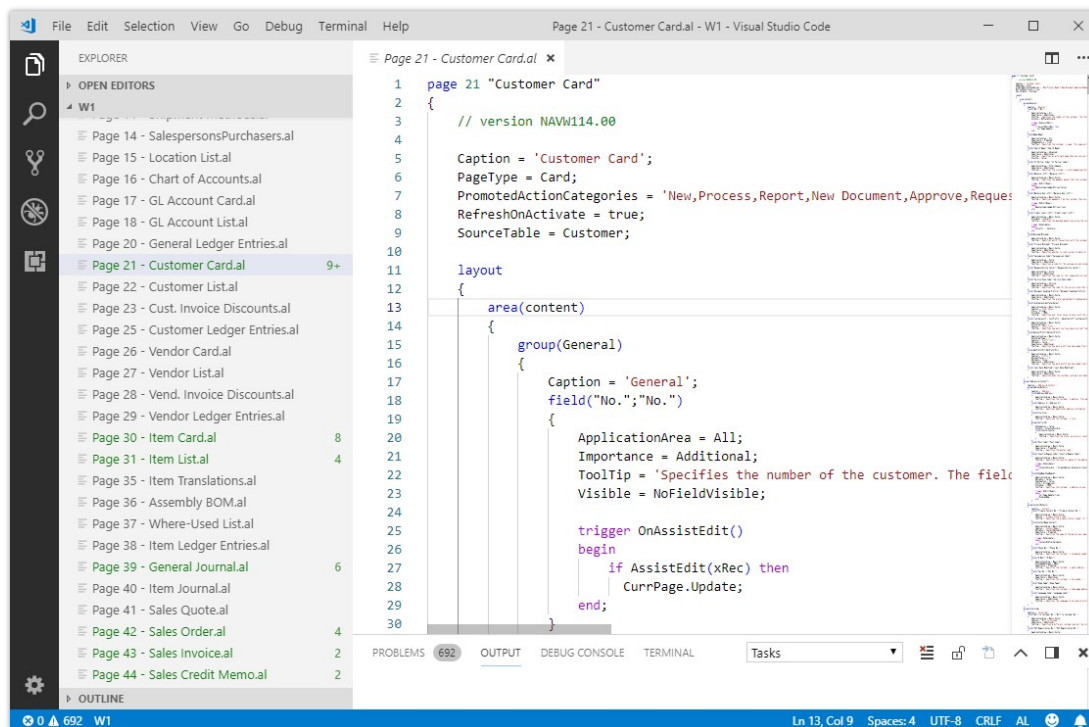 File Edit Selection View Go Debug Terminal Help
Page 21 - Customer Card.al - W1 - Visual Studio Code
EXPLORER
OPEN EDITORS
W1
Page 14 - SalespersonsPurchasers.al
Page 15 - Location List.al
Page 16 - Chart of Accounts.al
Page 17 - GL Account Card.al
Page 18 - GL Account List.al
Page 20 - General Ledger Entries.al
Page 21 - Customer Card.al 9+
Page 22 - Customer List.al
Page 23 - Cust. Invoice Discounts.al
Page 25 - Customer Ledger Entries.al
Page 26 - Vendor Card.al
Page 27 - Vendor List.al
Page 28 - Vend. Invoice Discounts.al
Page 29 - Vendor Ledger Entries.al
Page 30 - Item Card.al 8
Page 31 - Item List.al 4
Page 35 - Item Translations.al
Page 36 - Assembly BOM.al
Page 37 - Where-Used List.al
Page 38 - Item Ledger Entries.al
Page 39 - General Journal.al 6
Page 40 - Item Journal.al
Page 41 - Sales Quote.al
Page 42 - Sales Order.al 4
Page 43 - Sales Invoice.al 2
Page 44 - Sales Credit Memo.al 2
OUTLINE
Page 21 - Customer Card.al
1 page 21 "Customer Card"
2 {
3 // version NAVW114.00
4
5 Caption = 'Customer Card';
6 PageType = Card;
7 PromotedActionCategories = 'New,Process,Report,New Document,Approve,Reques
8 RefreshOnActivate = true;
9 SourceTable = Customer;
10
11 layout
12 {
13 area(content)
14 {
15 group(General)
16 {
17 Caption = 'General';
18 field("No.";"No.")
19 {
20 ApplicationArea = All;
21 Importance = Additional;
22 ToolTip = 'Specifies the number of the customer. The field
23 Visible = NoFieldVisible;
24
25 trigger OnAssistEdit()
26 begin
27 if AssistEdit(xRec) then
28 CurrPage.Update;
29 end;
30 }
PROBLEMS 692 OUTPUT DEBUG CONSOLE TERMINAL Tasks
0 692 W1 Ln 13, Col 9 Spaces: 4 UTF-8 CRLF AL